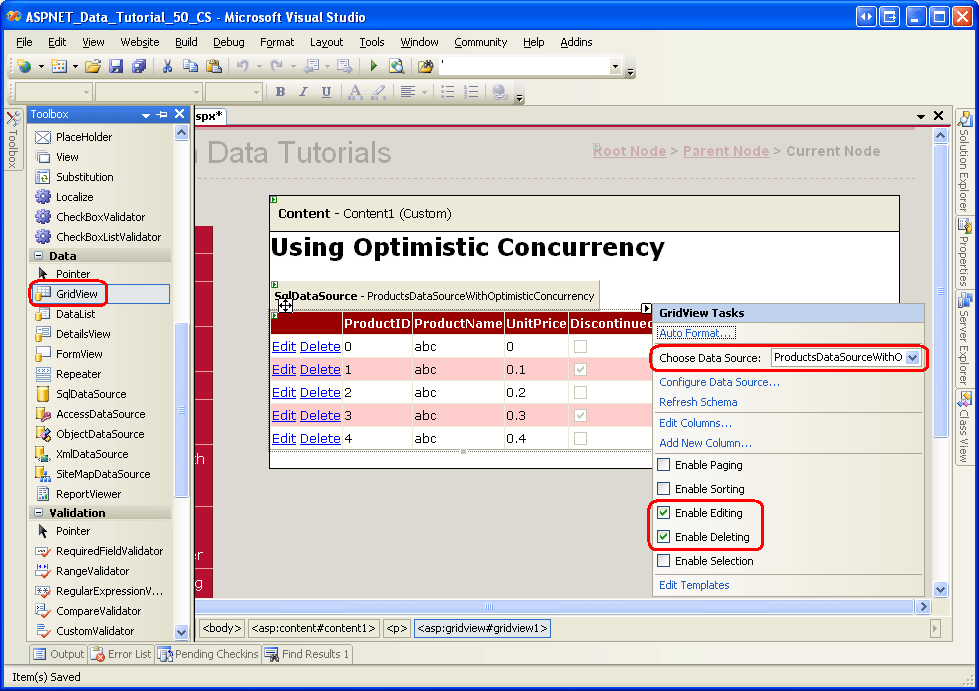 ASPNET_Data_Tutorial_50_CS - Microsoft Visual Studio
File Edit View Website Build Debug Format Layout Tools Window Community Help Addins
B I U A
Toolbox
Toolbox
PlaceHolder
View
Substitution
Localize
CheckBoxValidator
CheckBoxListValidator
Data
Pointer
GridView
DataList
DetailsView
FormView
Repeater
SqlDataSource
AccessDataSource
ObjectDataSource
XmlDataSource
SiteMapDataSource
ReportViewer
Validation
Pointer
RequiredFieldValidator
RangeValidator
RegularExpressionV...
CompareValidator
CustomValidator
spx*
Data Tutorials
Root Node > Parent Node > Current Node
Content - Content1 (Custom)
Using Optimistic Concurrency
SqlDataSource - ProductsDataSourceWithOptimisticConcurrency
ProductID ProductName UnitPrice Discontinued
Edit Delete 0 abc 0
Edit Delete 1 abc 0.1
Edit Delete 2 abc 0.2
Edit Delete 3 abc 0.3
Edit Delete 4 abc 0.4
GridView Tasks
Auto Format...
Choose Data Source: ProductsDataSourceWithO
Configure Data Source...
Refresh Schema
Edit Columns...
Add New Column...
Enable Paging
Enable Sorting
Enable Editing
Enable Deleting
Enable Selection
Edit Templates
Solution Explorer
Properties
Server Explorer
Class View
<body> <asp:content#content1> <p> <asp:gridview#gridview1>
Output Error List Pending Checkins Find Results 1
Item(s) Saved